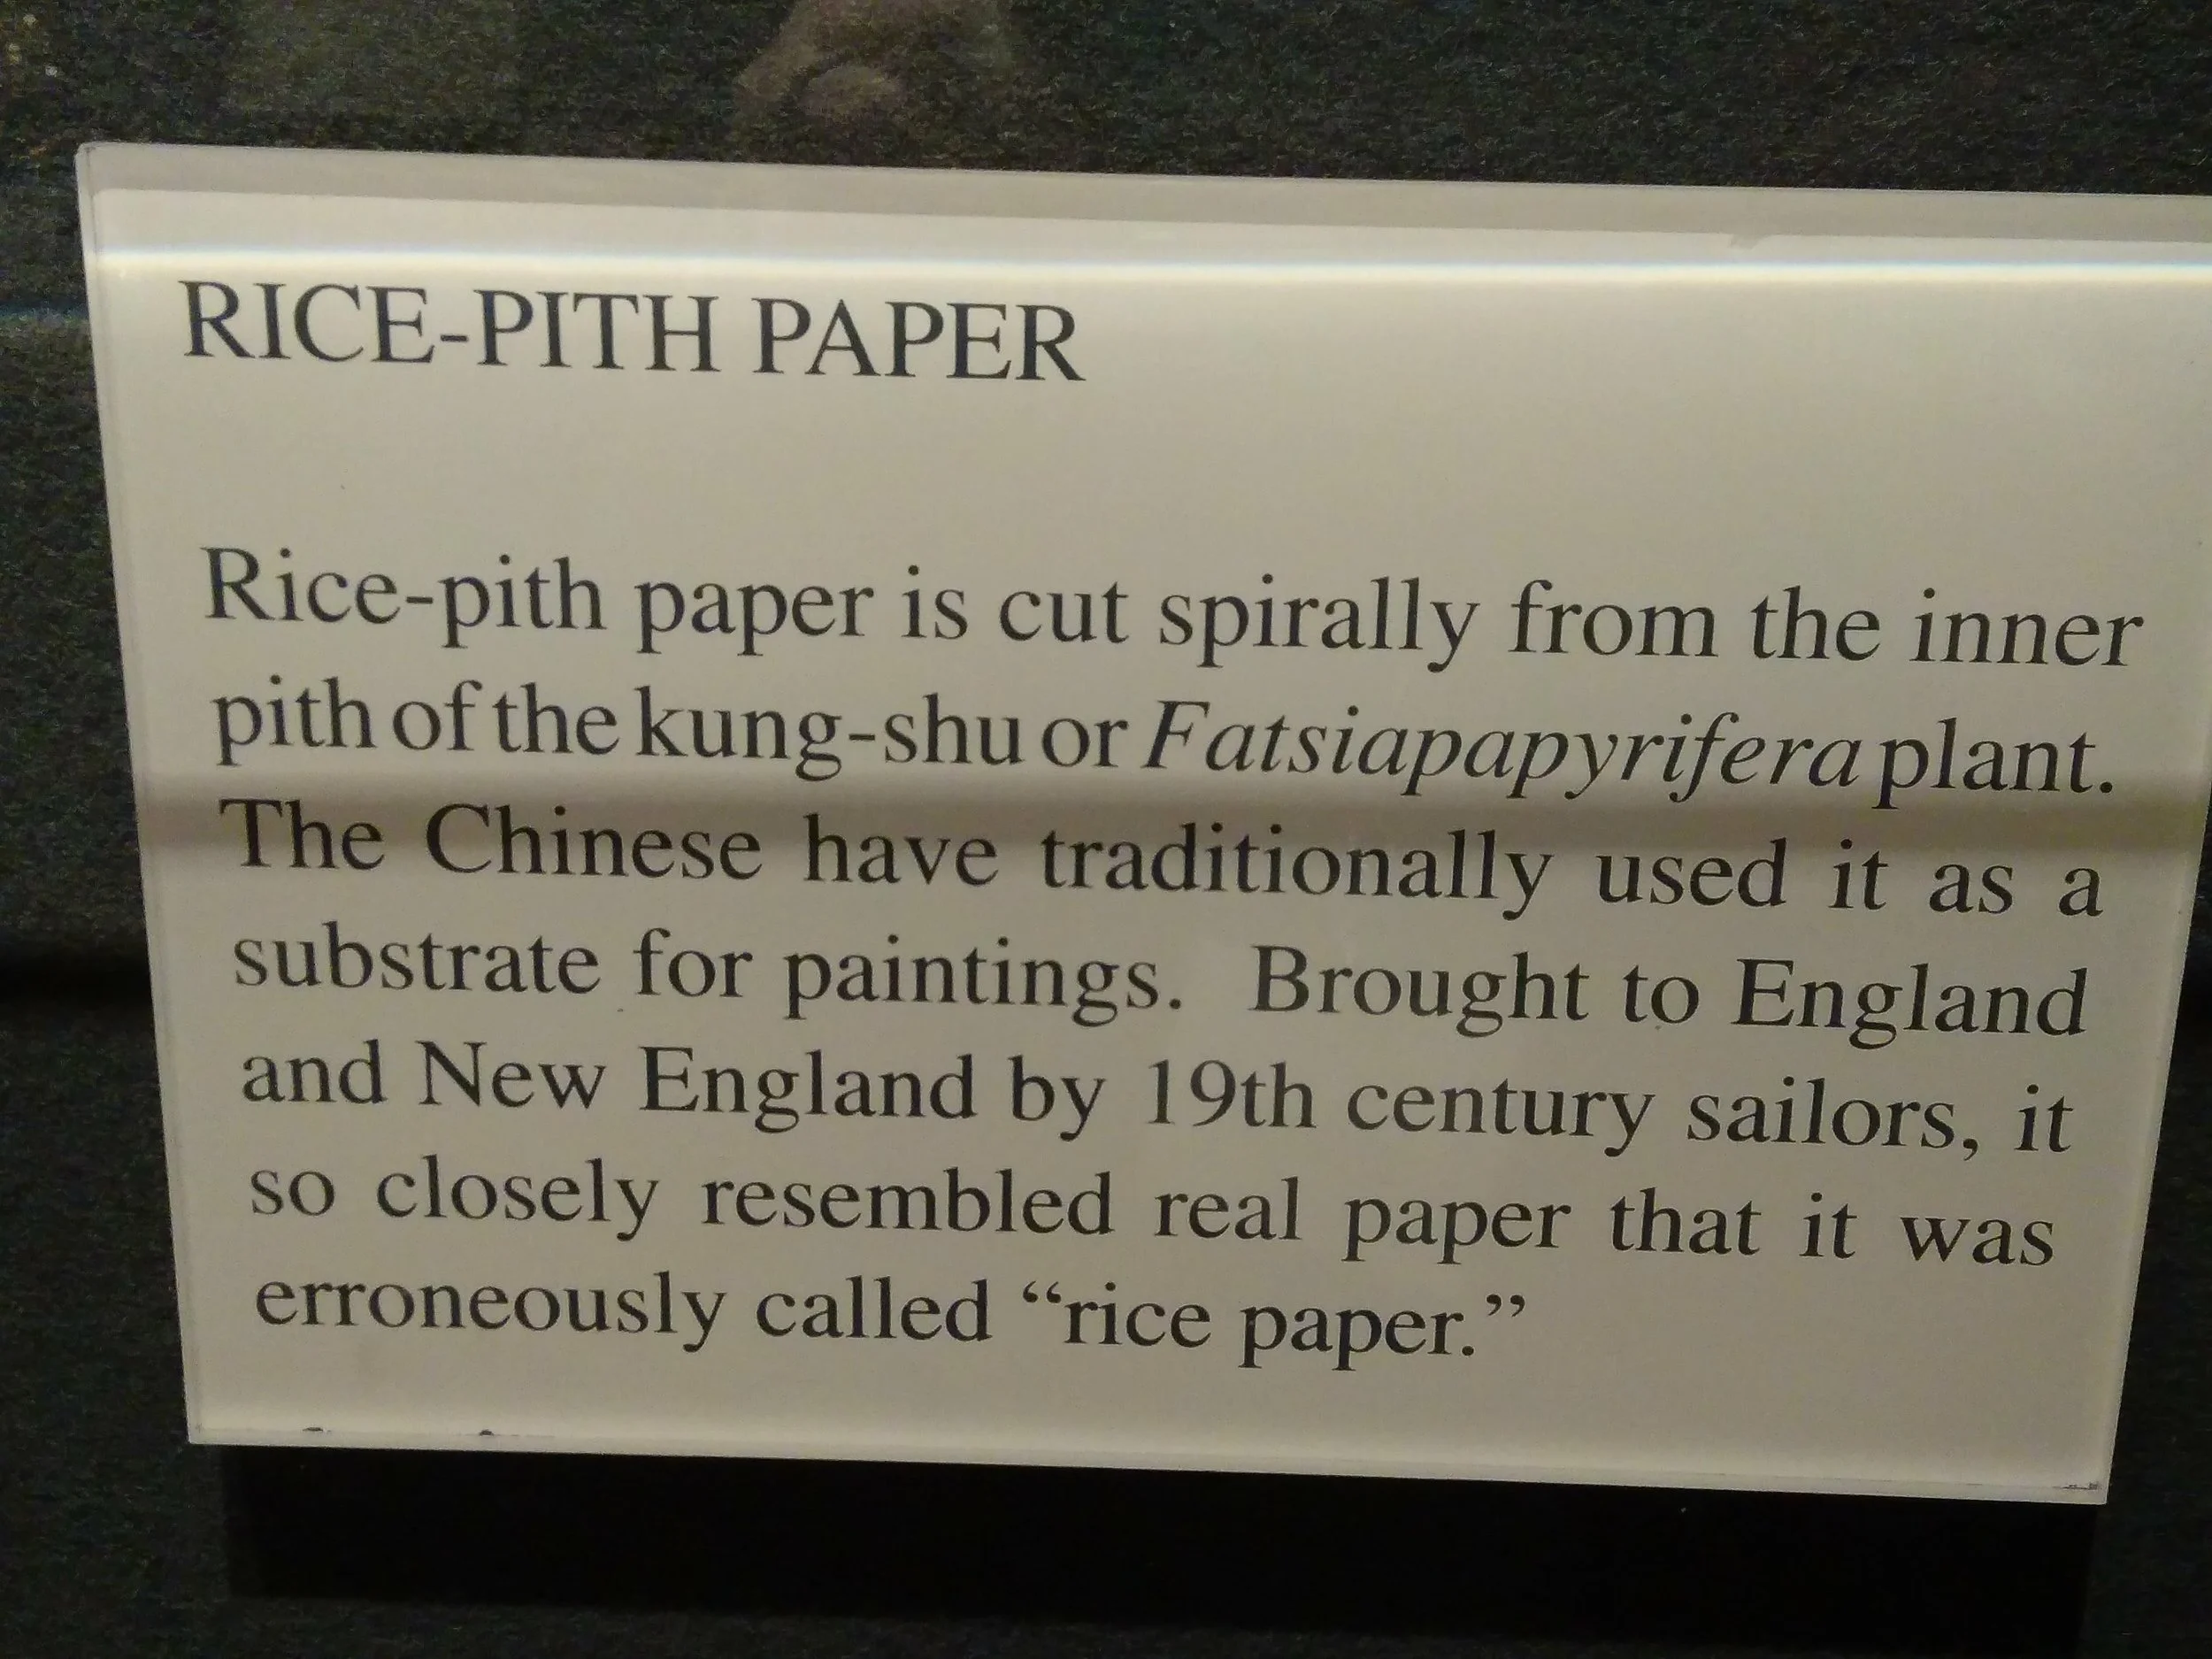 RICE-PITH PAPER
Rice-pith paper is cut spirally from the inner
pith of the kung-shu or Fatsiapapyrifera plant.
The Chinese have traditionally used it as a
substrate for paintings. Brought to England
and New England by 19th century sailors, it
so closely resembled real paper that it was
erroneously called “rice paper.”